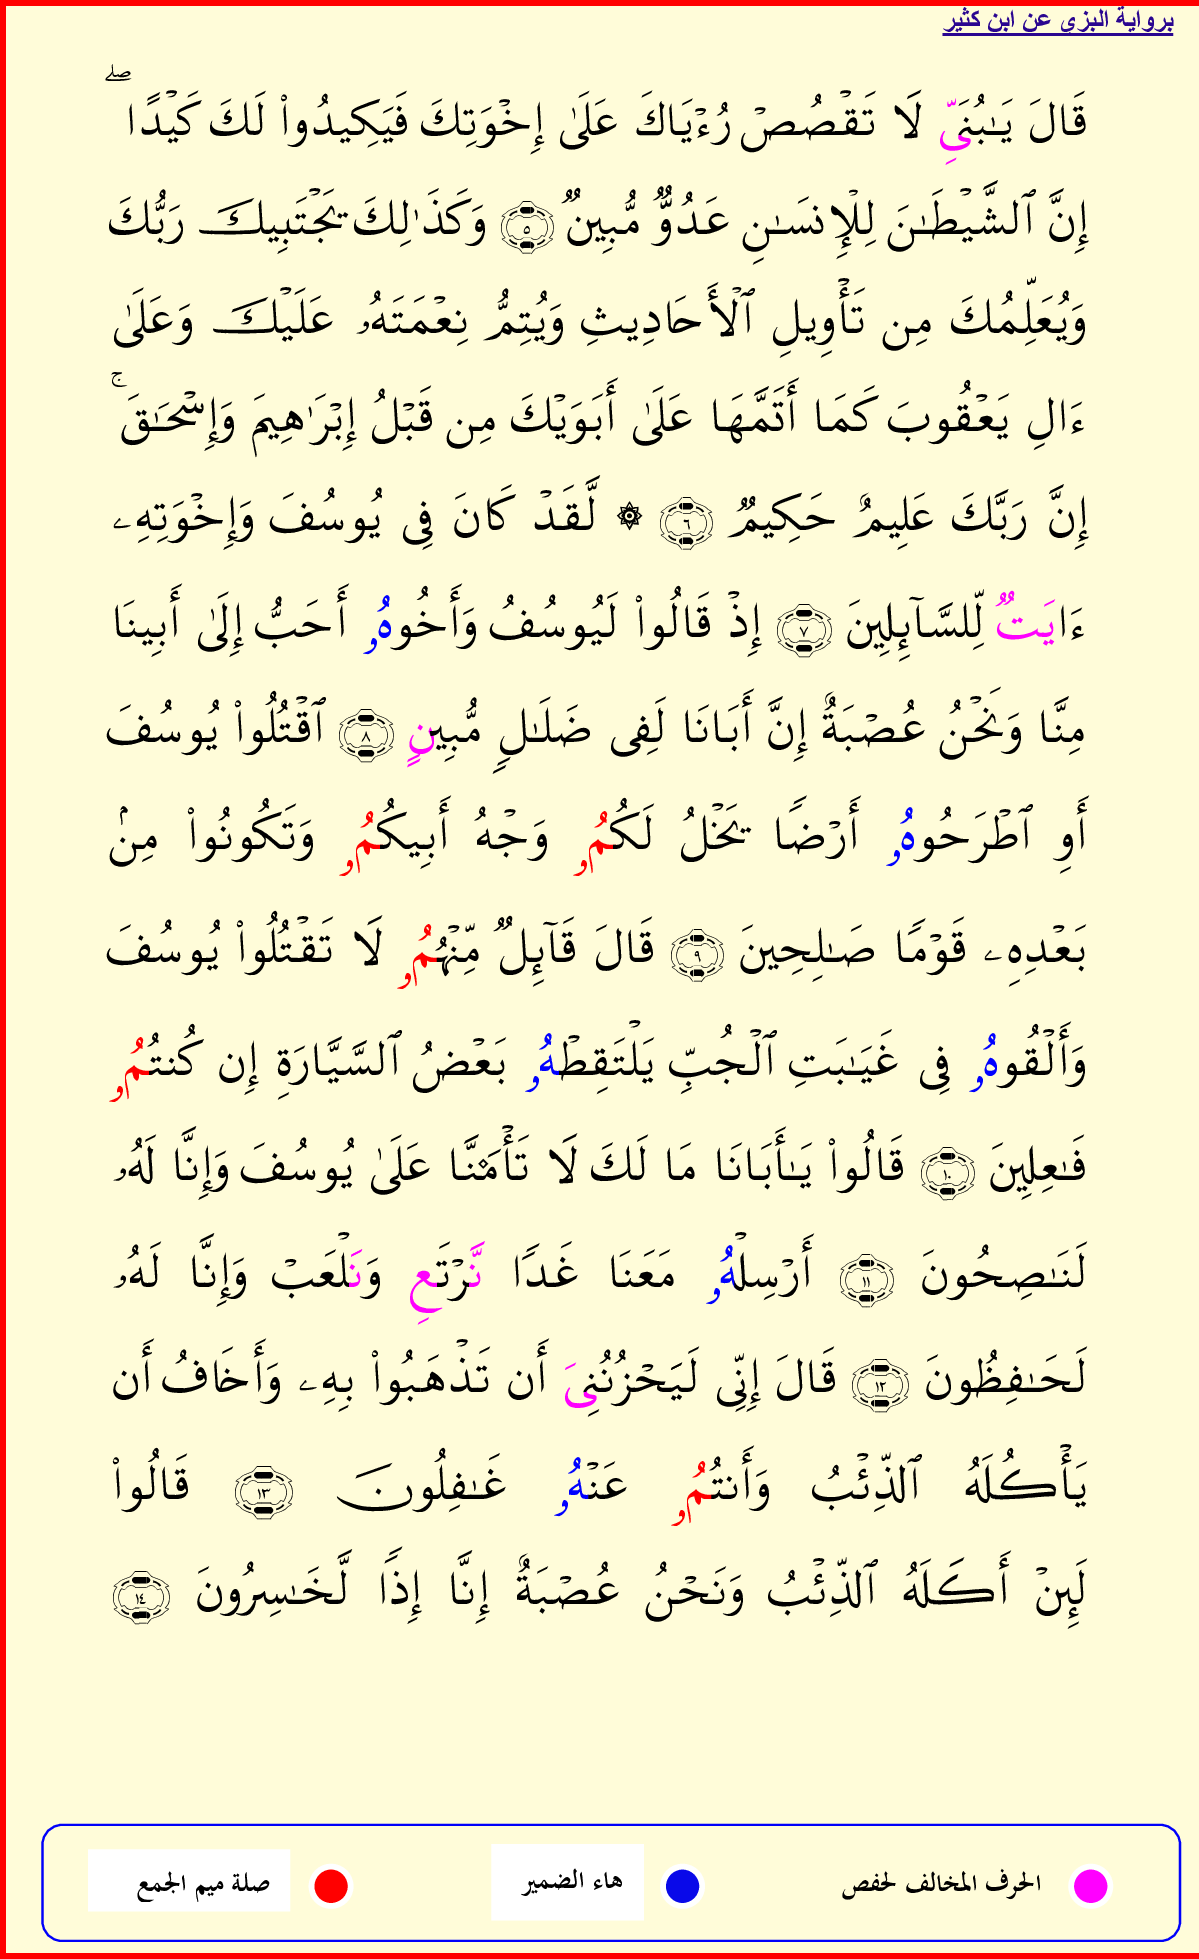 برواية البزي عن ابن كثير
قَالَ يَٰبُنَيِّ لَا تَقۡصُصۡ رُءۡيَاكَ عَلَىٰٓ إِخۡوَتِكَ فَيَكِيدُواْ لَكَ كَيۡدًاۖ
إِنَّ ٱلشَّيۡطَٰنَ لِلۡإِنسَٰنِ عَدُوࣱّ مُّبِينࣱ ٥ وَكَذَٰلِكَ يَجۡتَبِيكَ رَبُّكَ
وَيُعَلِّمُكَ مِن تَأۡوِيلِ ٱلۡأَحَادِيثِ وَيُتِمُّ نِعۡمَتَهُۥ عَلَيۡكَ وَعَلَىٰٓ
ءَالِ يَعۡقُوبَ كَمَا أَتَمَّهَا عَلَىٰ أَبَوَيۡكَ مِن قَبۡلُ إِبۡرَٰهِيمَ وَإِسۡحَٰقَۚ
إِنَّ رَبَّكَ عَلِيمٌ حَكِيمࣱ ٦ ۞ لَّقَدۡ كَانَ فِي يُوسُفَ وَإِخۡوَتِهِۦ
ءَايَتࣱ لِّلسَّآئِلِينَ ٧ إِذۡ قَالُواْ لَيُوسُفُ وَأَخُوهُۥ أَحَبُّ إِلَىٰ أَبِينَا
مِنَّا وَنَحۡنُ عُصۡبَةٌ إِنَّ أَبَانَا لَفِي ضَلَٰلࣲ مُّبِينٍ ٨ ٱقۡتُلُواْ يُوسُفَ
أَوِ ٱطۡرَحُوهُۥ أَرۡضࣰا يَخۡلُ لَكُمُۥ وَجۡهُ أَبِيكُمُۥ وَتَكُونُواْ مِنۢ
بَعۡدِهِۦ قَوۡمࣰا صَٰلِحِينَ ٩ قَالَ قَآئِلࣱ مِّنۡهُمُۥ لَا تَقۡتُلُواْ يُوسُفَ
وَأَلۡقُوهُۥ فِي غَيَٰبَتِ ٱلۡجُبِّ يَلۡتَقِطۡهُۥ بَعۡضُ ٱلسَّيَّارَةِ إِن كُنتُمُۥ
فَٰعِلِينَ ١٠ قَالُواْ يَٰأَبَانَا مَا لَكَ لَا تَأۡمَ۬نَّا عَلَىٰ يُوسُفَ وَإِنَّا لَهُۥ
لَنَٰصِحُونَ ١١ أَرۡسِلۡهُۥ مَعَنَا غَدࣰا نَّرۡتَعِ وَنَلۡعَبۡ وَإِنَّا لَهُۥ
لَحَٰفِظُونَ ١٢ قَالَ إِنِّي لَيَحۡزُنُنِيَ أَن تَذۡهَبُواْ بِهِۦ وَأَخَافُ أَن
يَأۡكُلَهُ ٱلذِّئۡبُ وَأَنتُمُۥ عَنۡهُۥ غَٰفِلُونَ ١٣ قَالُواْ
لَئِنۡ أَكَلَهُ ٱلذِّئۡبُ وَنَحۡنُ عُصۡبَةٌ إِنَّا إِذࣰا لَّخَٰسِرُونَ ١٤
الحرف المخالف لحفص هاء الضمير صلة ميم الجمع